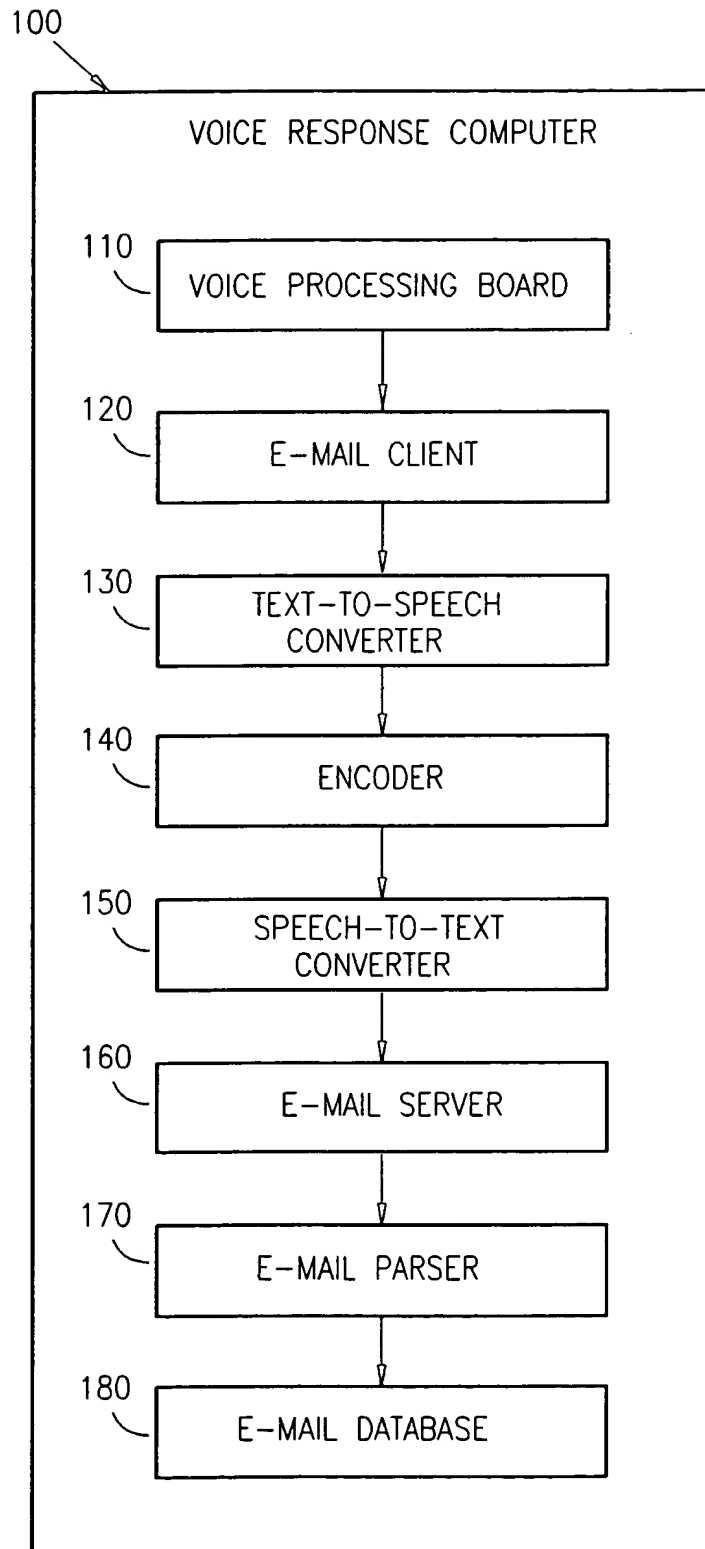 100
VOICE RESPONSE COMPUTER
110
VOICE PROCESSING BOARD
120
E-MAIL CLIENT
130
TEXT-TO-SPEECH
CONVERTER
140
ENCODER
150
SPEECH-TO-TEXT
CONVERTER
160
E-MAIL SERVER
170
E-MAIL PARSER
180
E-MAIL DATABASE